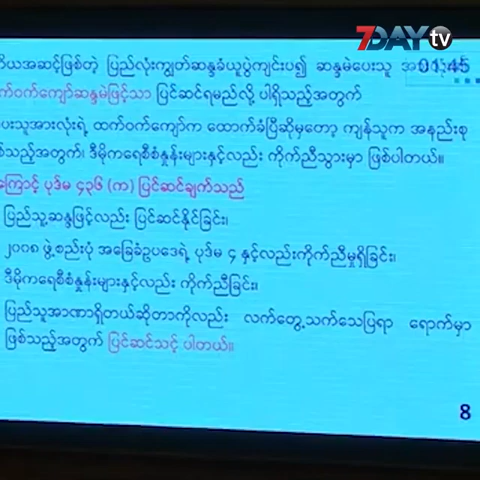 7DAY tv
တိယအဆင့်ဖြစ်တဲ့ ပြည်လုံးကျွတ်ဆန္ဒခံယူပွဲကျင်းပ၍ ဆန္ဒမဲပေးသူ
01:45
က်ဝက်ကျော်ဆန္ဒမဲဖြင့်သာ ပြင်ဆင်ရမည်လို့ ပါရှိသည့်အတွက်
ပေးသူအားလုံးရဲ့ ထက်ဝက်ကျော်က ထောက်ခံပြီဆိုမှတော့ ကျန်သူက အနည်းစု
စ်သည့်အတွက်၊ ဒီမိုကရေစီစံနှုန်းများနှင့်လည်း ကိုက်ညီသွားမှာ ဖြစ်ပါတယ်။
ကြောင့် ပုဒ်မ ၄၃၆ (က) ပြင်ဆင်ချက်သည်
ပြည်သူ့ဆန္ဒဖြင့်လည်း ပြင်ဆင်နိုင်ခြင်း၊
၂၀၀၈ ဖွဲ့စည်းပုံ အခြေခံဥပဒေရဲ့ ပုဒ်မ ၄ နှင့်လည်းကိုက်ညီမှုရှိခြင်း၊
ဒီမိုကရေစီစံနှုန်းများနှင့်လည်း ကိုက်ညီခြင်း၊
ပြည်သူအာဏာရှိတယ်ဆိုတာကိုလည်း လက်တွေ့သက်သေပြရာ ရောက်မှာ
ဖြစ်သည့်အတွက် ပြင်ဆင်သင့် ပါတယ်။
8